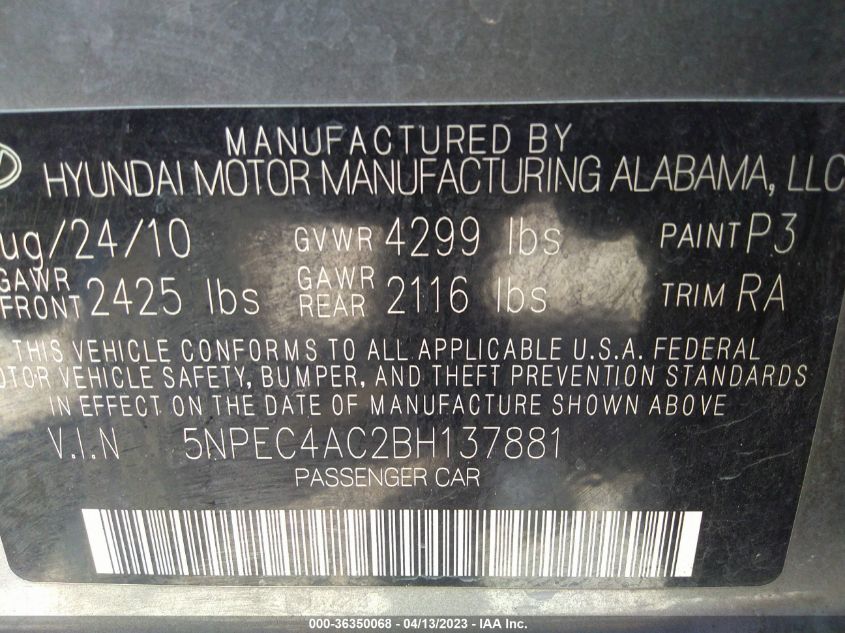 MANUFACTURED BY
HYUNDAI MOTOR MANUFACTURING ALABAMA, LLC
ug/24/10 GVWR 4299 lbs PAINT P3
GAWR FRONT 2425 lbs GAWR REAR 2116 lbs TRIM RA
THIS VEHICLE CONFORMS TO ALL APPLICABLE U.S.A. FEDERAL
OTOR VEHICLE SAFETY, BUMPER, AND THEFT PREVENTION STANDARDS
IN EFFECT ON THE DATE OF MANUFACTURE SHOWN ABOVE
V.I.N 5NPEC4AC2BH137881
PASSENGER CAR
000-36350068 - 04/13/2023 - IAA Inc.